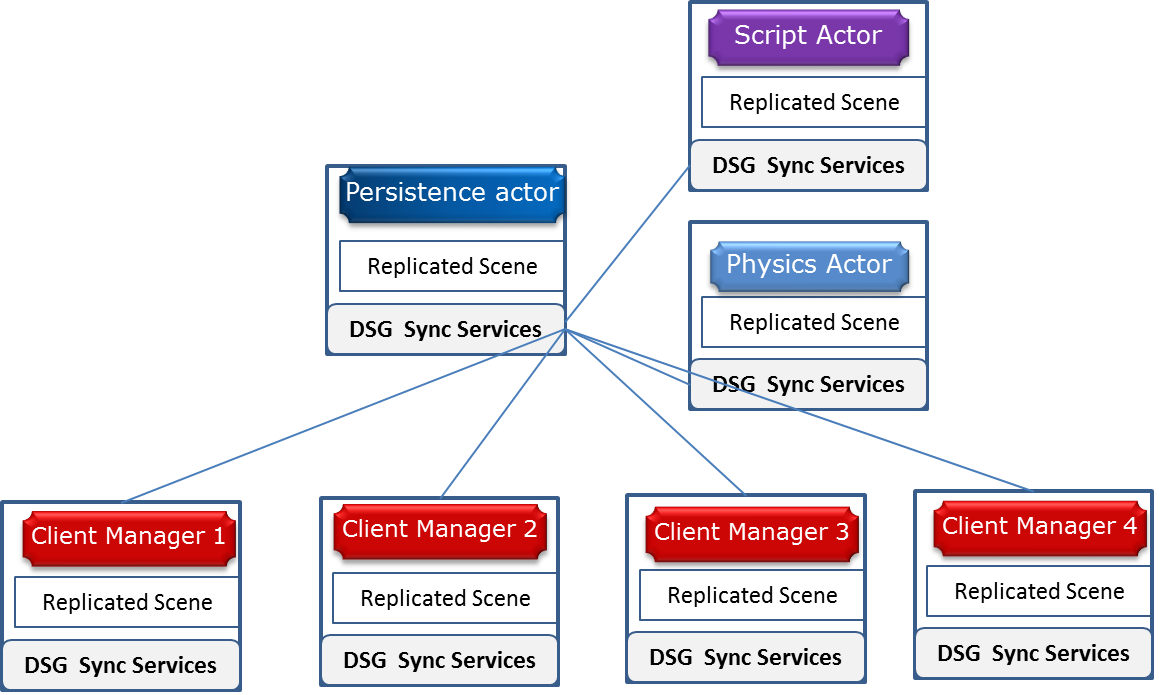 Script Actor
Replicated Scene
DSG  Sync Services
Persistence actor
Replicated Scene
DSG  Sync Services
Physics Actor
Replicated Scene
DSG  Sync Services
Client Manager 1
Replicated Scene
DSG  Sync Services
Client Manager 2
Replicated Scene
DSG  Sync Services
Client Manager 3
Replicated Scene
DSG  Sync Services
Client Manager 4
Replicated Scene
DSG  Sync Services